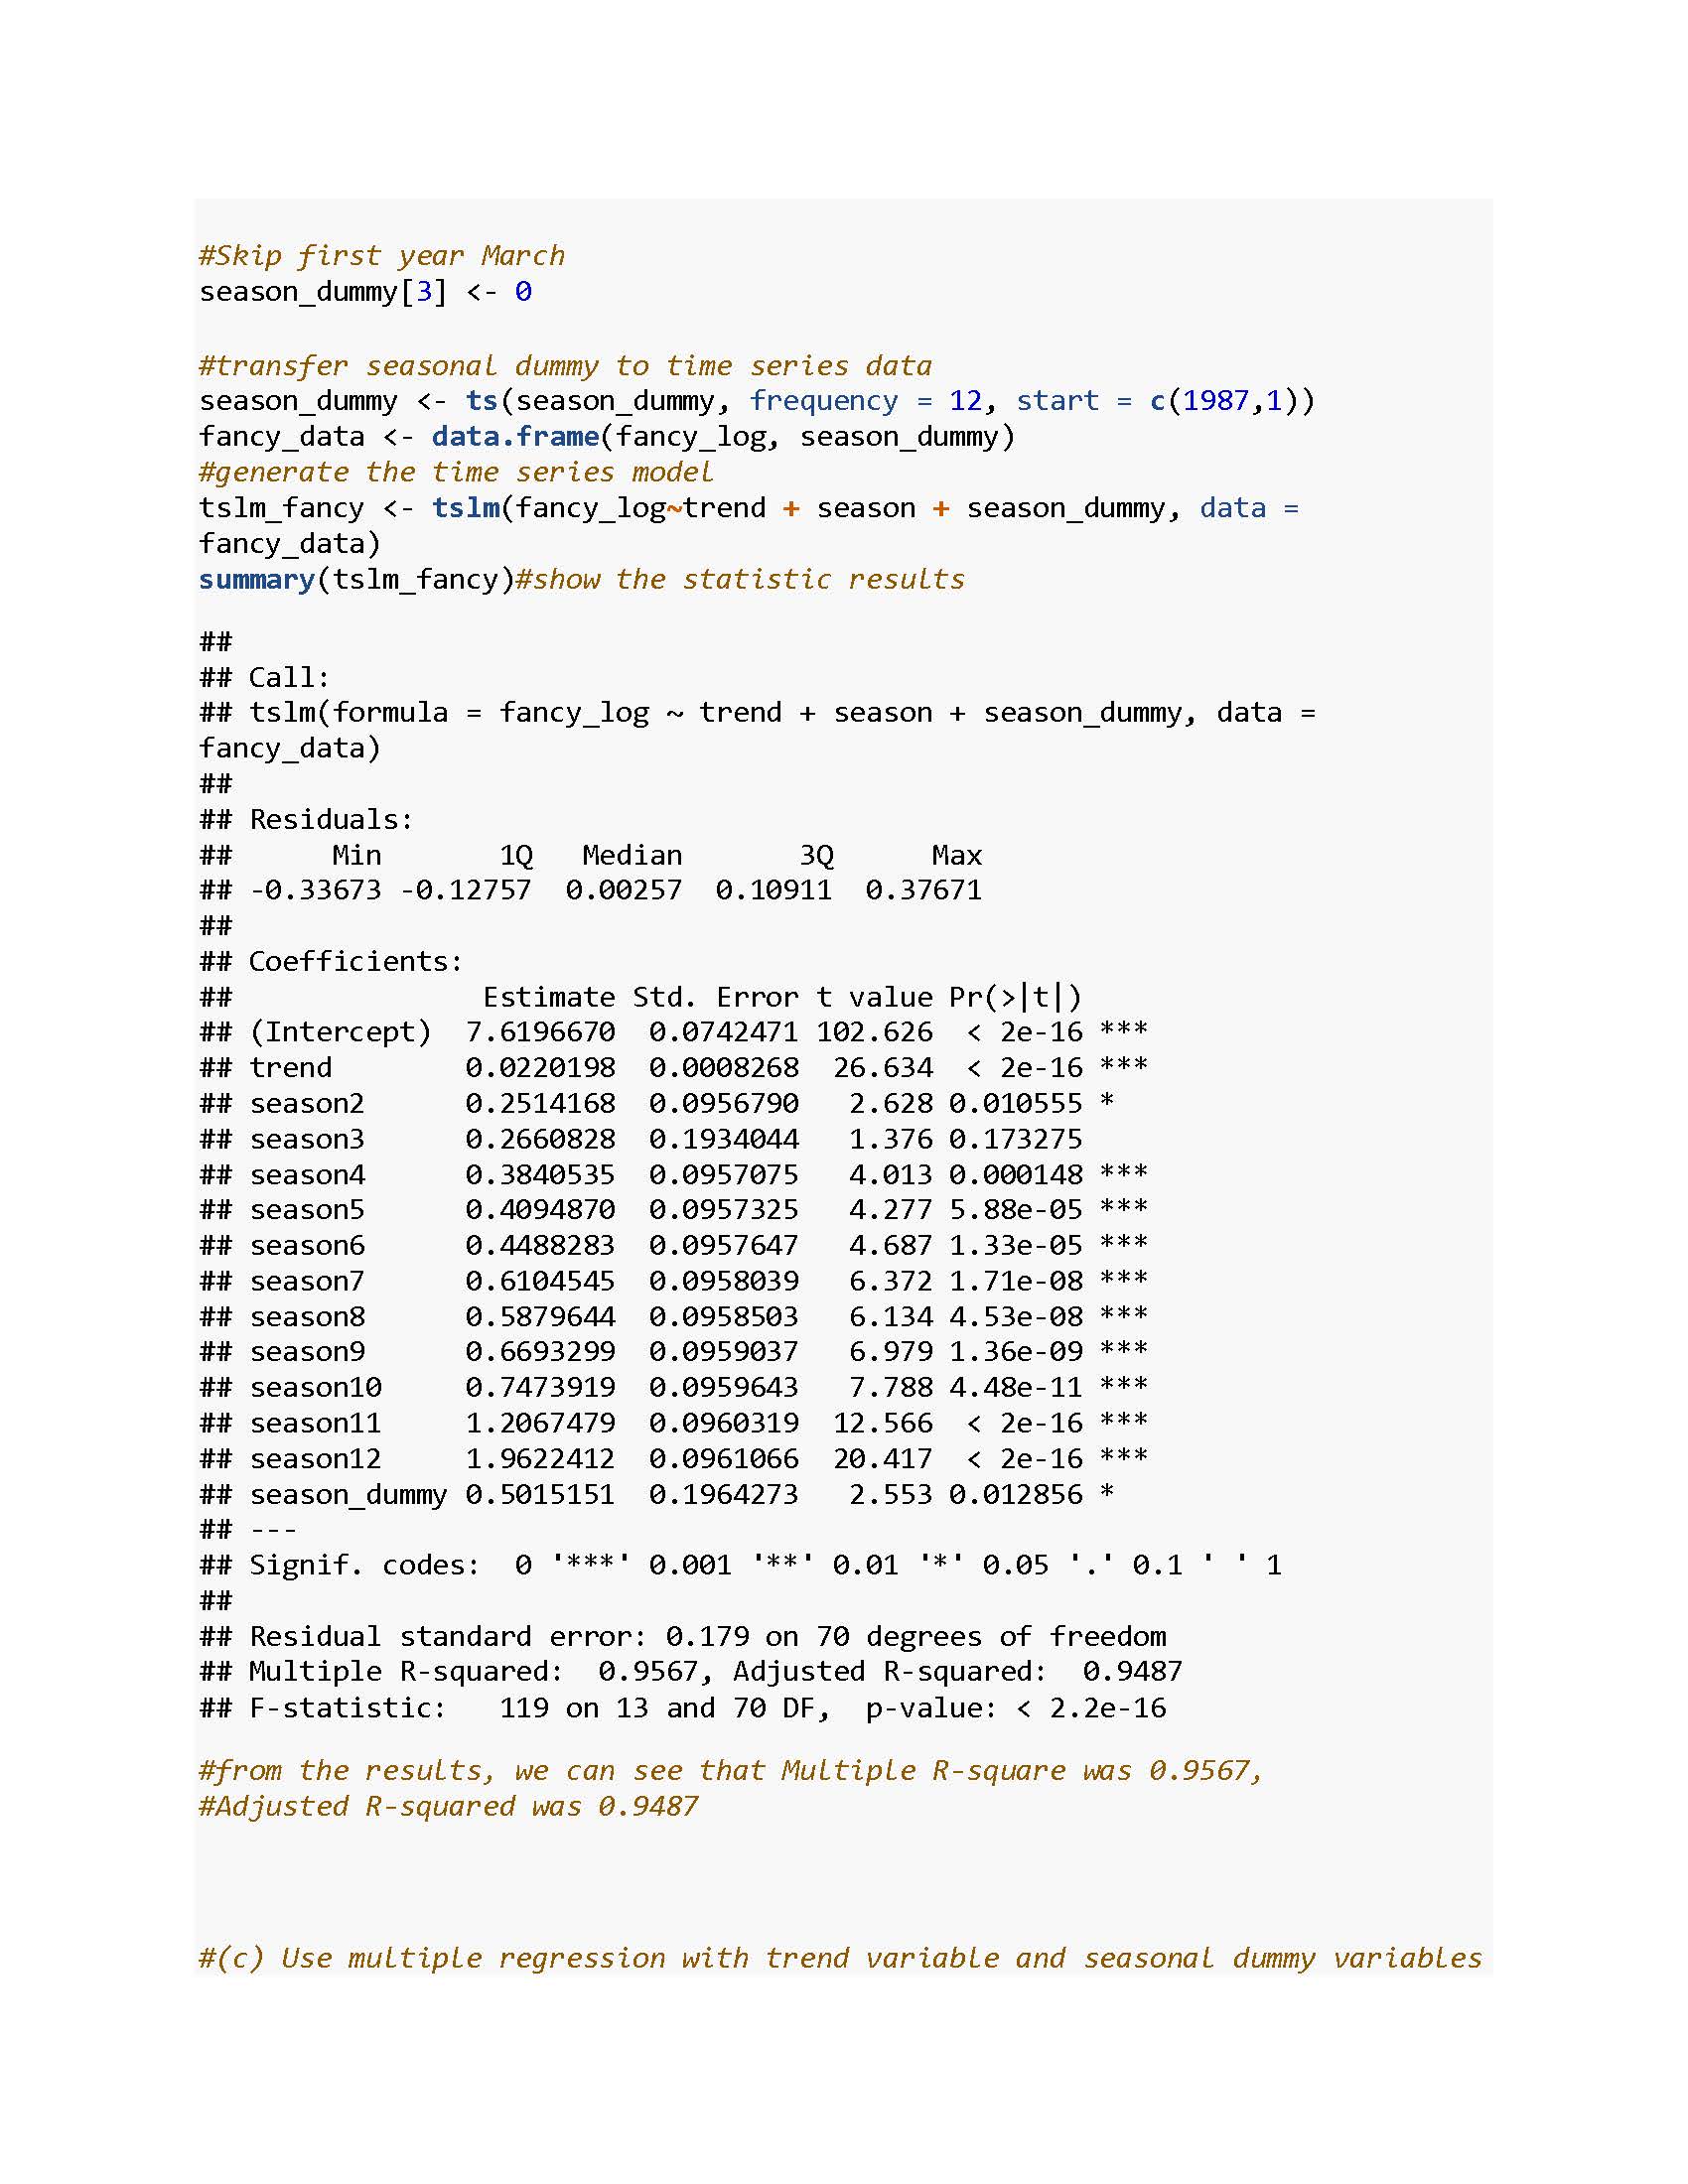 #Skip first year March
season_dummy[3] <- 0
#transfer seasonal dummy to time series data
season_dummy <- ts(season_dummy, frequency = 12, start = c(1987,1))
fancy_data <- data.frame(fancy_log, season_dummy)
#generate the time series model
tslm_fancy <- tslm(fancy_log~trend + season + season_dummy, data =
fancy_data)
summary(tslm_fancy)#show the statistic results
##
## Call:
## tslm(formula = fancy_log ~ trend + season + season_dummy, data =
fancy_data)
##
## Residuals:
##      Min       1Q   Median       3Q      Max
## -0.33673 -0.12757  0.00257  0.10911  0.37671
##
## Coefficients:
##               Estimate Std. Error t value Pr(>|t|)
## (Intercept)  7.6196670  0.0742471 102.626  < 2e-16 ***
## trend        0.0220198  0.0008268  26.634  < 2e-16 ***
## season2      0.2514168  0.0956790   2.628 0.010555 *
## season3      0.2660828  0.1934044   1.376 0.173275
## season4      0.3840535  0.0957075   4.013 0.000148 ***
## season5      0.4094870  0.0957325   4.277 5.88e-05 ***
## season6      0.4488283  0.0957647   4.687 1.33e-05 ***
## season7      0.6104545  0.0958039   6.372 1.71e-08 ***
## season8      0.5879644  0.0958503   6.134 4.53e-08 ***
## season9      0.6693299  0.0959037   6.979 1.36e-09 ***
## season10     0.7473919  0.0959643   7.788 4.48e-11 ***
## season11     1.2067479  0.0960319  12.566  < 2e-16 ***
## season12     1.9622412  0.0961066  20.417  < 2e-16 ***
## season_dummy 0.5015151  0.1964273   2.553 0.012856 *
## ---
## Signif. codes:  0 '***' 0.001 '**' 0.01 '*' 0.05 '.' 0.1 ' ' 1
##
## Residual standard error: 0.179 on 70 degrees of freedom
## Multiple R-squared:  0.9567, Adjusted R-squared:  0.9487
## F-statistic:   119 on 13 and 70 DF,  p-value: < 2.2e-16
#from the results, we can see that Multiple R-square was 0.9567,
#Adjusted R-squared was 0.9487
#(c) Use multiple regression with trend variable and seasonal dummy variables